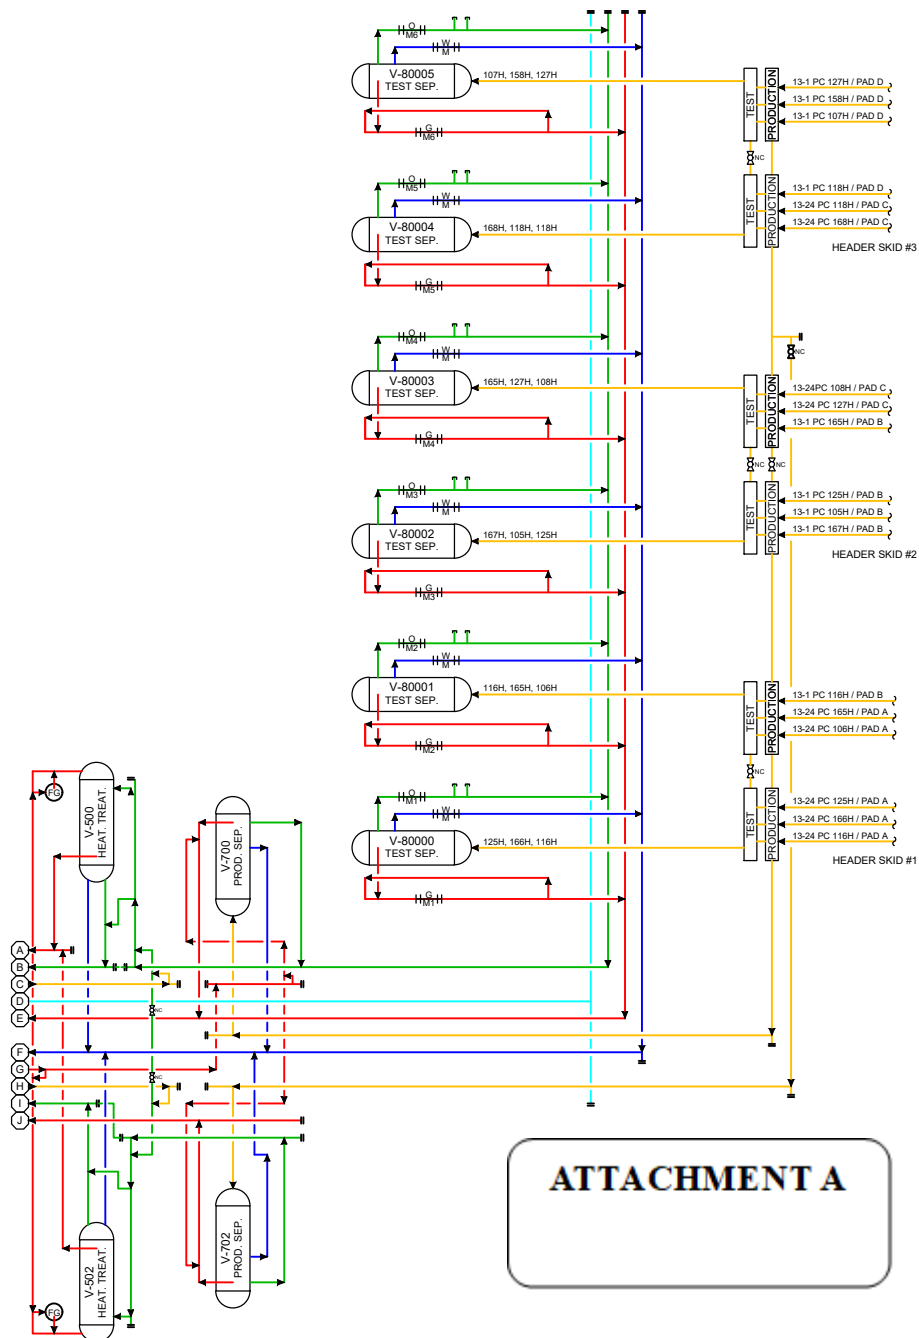 O
M6
W
M
V-80005
TEST SEP.
107H, 158H, 127H
G
M6
TEST
PRODUCTION
13-1 PC 127H / PAD D
13-1 PC 158H / PAD D
13-1 PC 107H / PAD D
NC
O
M5
W
M
V-80004
TEST SEP.
168H, 118H, 118H
G
M5
TEST
PRODUCTION
13-1 PC 118H / PAD D
13-24 PC 118H / PAD C
13-24 PC 168H / PAD C
HEADER SKID #3
NC
O
M4
W
M
V-80003
TEST SEP.
165H, 127H, 108H
G
M4
TEST
PRODUCTION
13-24PC 108H / PAD C
13-24 PC 127H / PAD C
13-1 PC 165H / PAD B
NC
NC
O
M3
W
M
V-80002
TEST SEP.
167H, 105H, 125H
G
M3
TEST
PRODUCTION
13-1 PC 125H / PAD B
13-1 PC 105H / PAD B
13-1 PC 167H / PAD B
HEADER SKID #2
O
M2
W
M
V-80001
TEST SEP.
116H, 165H, 106H
G
M2
TEST
PRODUCTION
13-1 PC 116H / PAD B
13-24 PC 165H / PAD A
13-24 PC 106H / PAD A
NC
O
M1
W
M
V-80000
TEST SEP.
125H, 166H, 116H
G
M1
TEST
PRODUCTION
13-24 PC 125H / PAD A
13-24 PC 166H / PAD A
13-24 PC 116H / PAD A
HEADER SKID #1
FG
V-500
HEAT. TREAT.
V-700
PROD. SEP.
A
B
C
D
E
F
G
H
I
J
NC
NC
V-502
HEAT. TREAT.
V-702
PROD. SEP.
FG
ATTACHMENT A